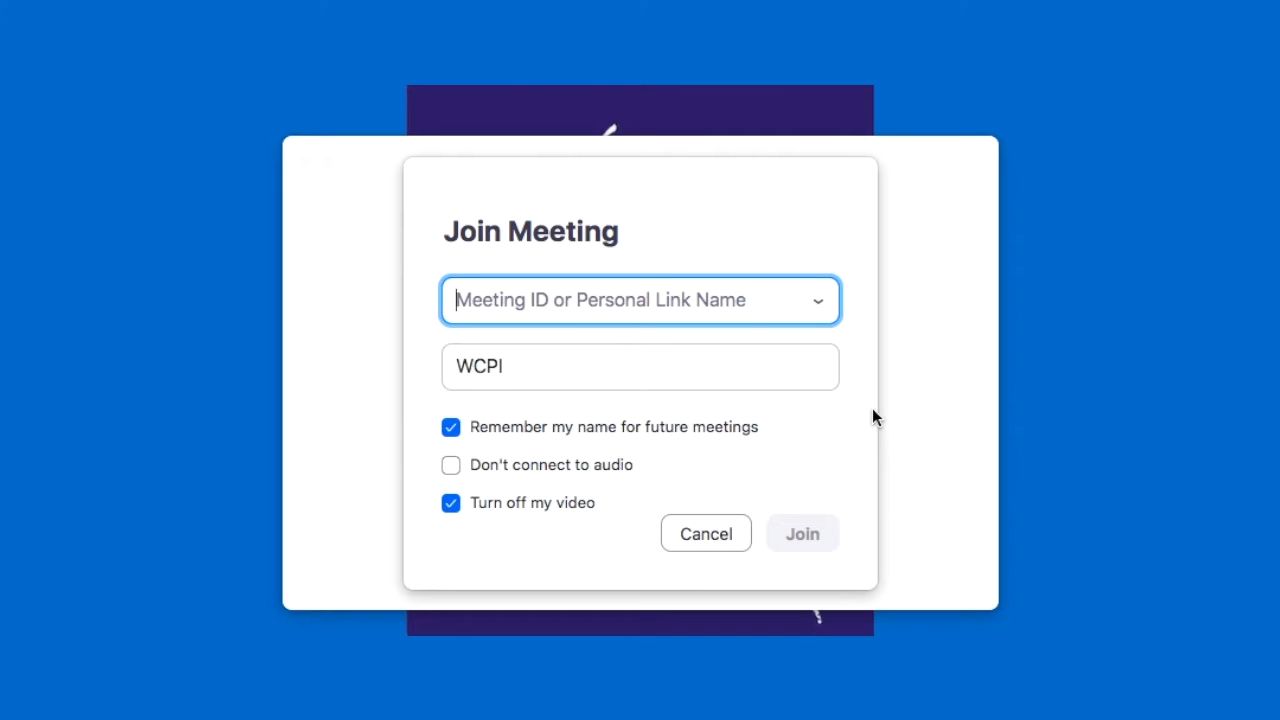 Join Meeting
Meeting ID or Personal Link Name
WCPI
Remember my name for future meetings
Don't connect to audio
Turn off my video
Cancel
Join